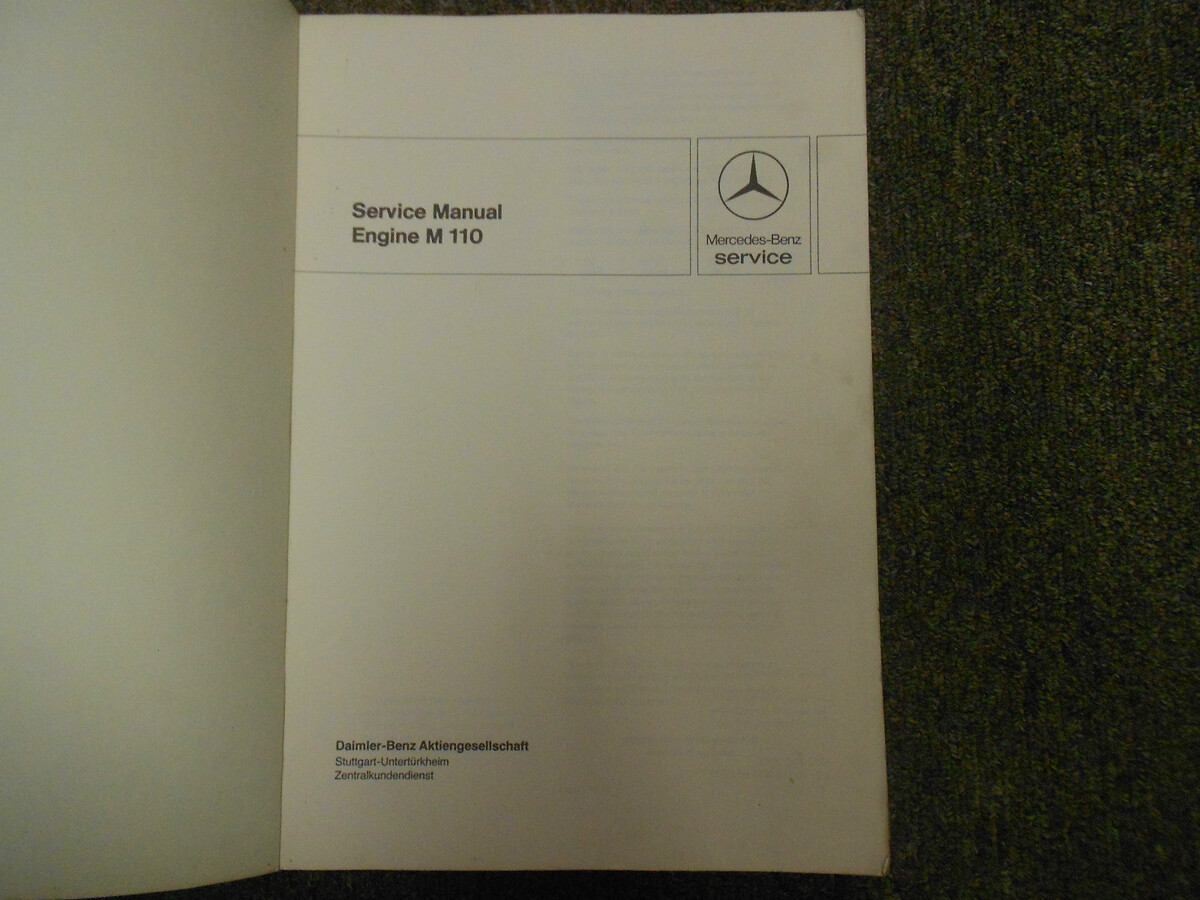 Service Manual
Engine M 110
Mercedes-Benz
service
Daimler-Benz Aktiengesellschaft
Stuttgart-Untertürkheim
Zentralkundendienst